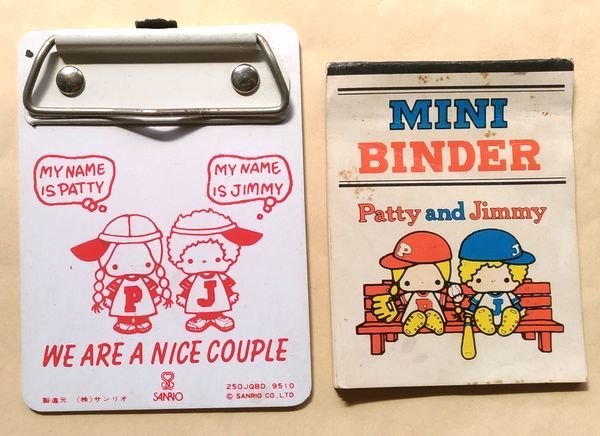 MY NAME
IS PATTY
MY NAME
IS JIMMY
P
J
WE ARE A NICE COUPLE
SANRIO
製造元 (株)サンリオ
250JQBD. 9510
© SANRIO CO., LTD.
MINI
BINDER
Patty and Jimmy
P
J
P
J